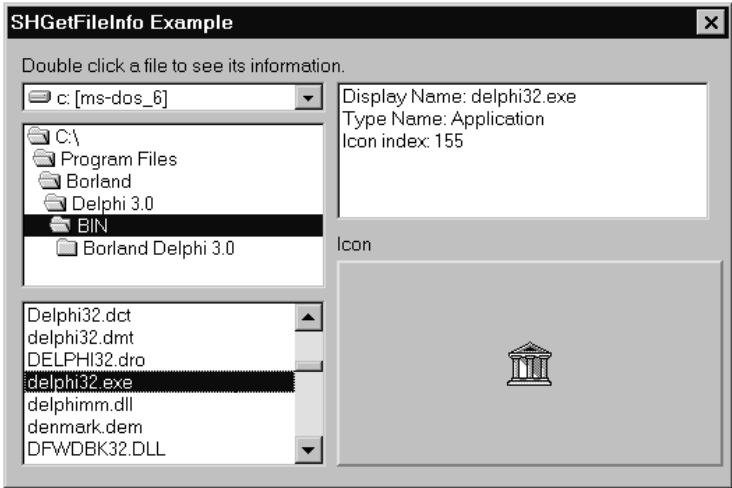 SHGetFileInfo Example
Double click a file to see its information.
c: [ms-dos_6]
C:\
Program Files
Borland
Delphi 3.0
BIN
Borland Delphi 3.0
Delphi32.dct
delphi32.dmt
DELPHI32.dro
delphi32.exe
delphimm.dll
denmark.dem
DFWDBK32.DLL
Display Name: delphi32.exe
Type Name: Application
Icon index: 155
Icon